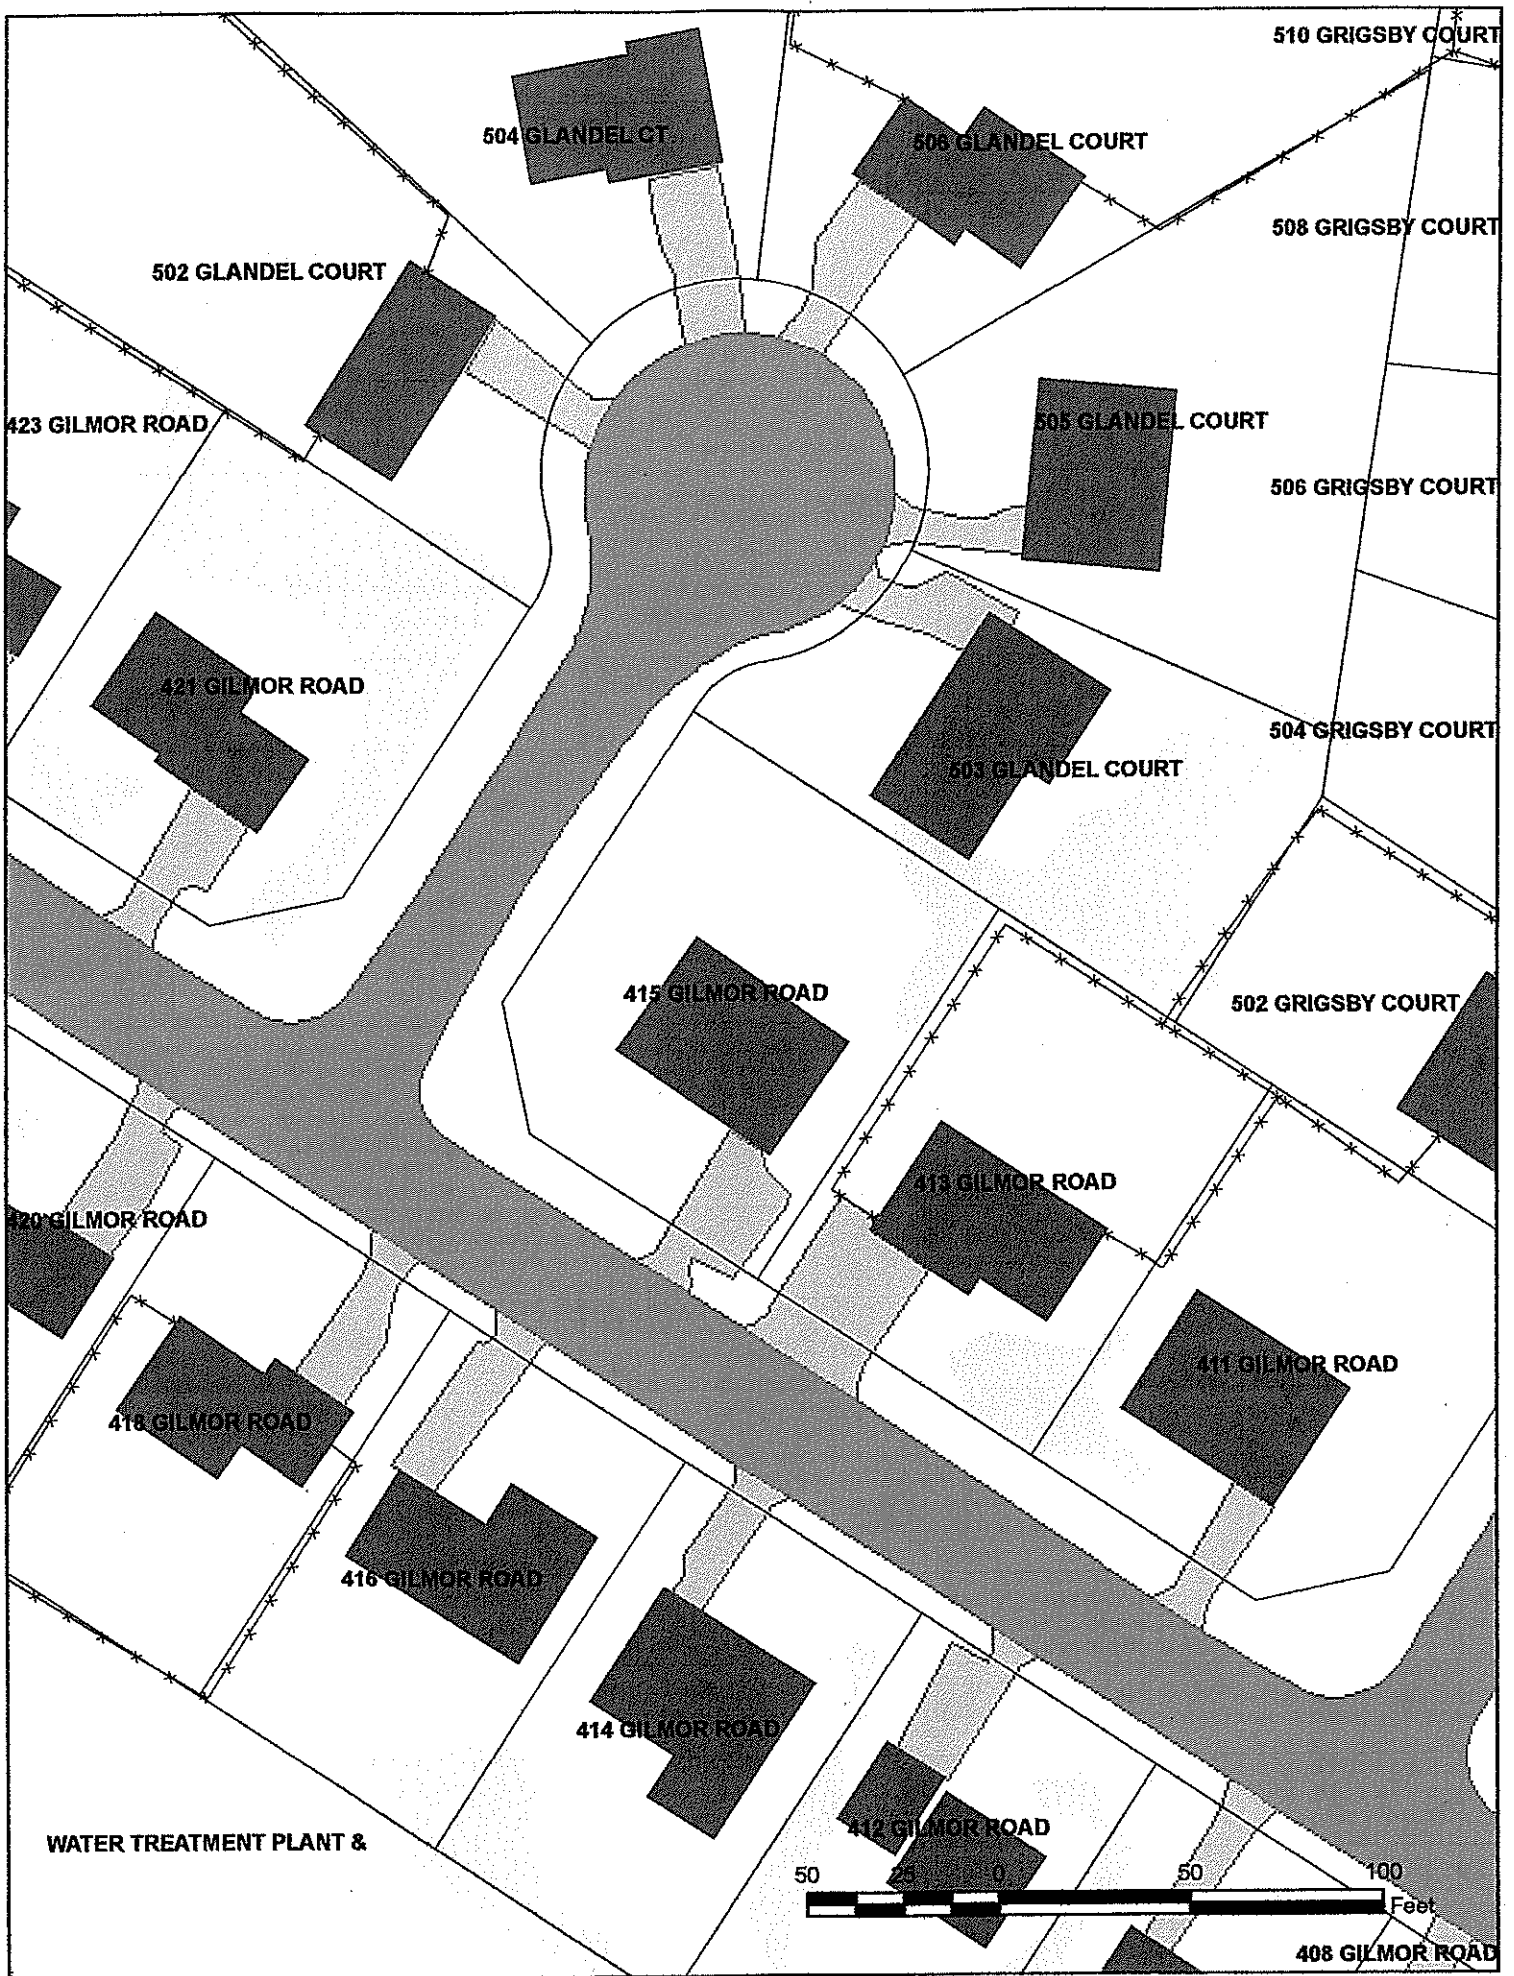 510 GRIGSBY COURT
504 GLANDEL CT
506 GLANDEL COURT
508 GRIGSBY COURT
502 GLANDEL COURT
423 GILMOR ROAD
505 GLANDEL COURT
506 GRIGSBY COURT
421 GILMOR ROAD
504 GRIGSBY COURT
503 GLANDEL COURT
415 GILMOR ROAD
502 GRIGSBY COURT
413 GILMOR ROAD
420 GILMOR ROAD
411 GILMOR ROAD
418 GILMOR ROAD
416 GILMOR ROAD
414 GILMOR ROAD
412 GILMOR ROAD
WATER TREATMENT PLANT &
50 25 0 50 100
Feet
408 GILMOR ROAD